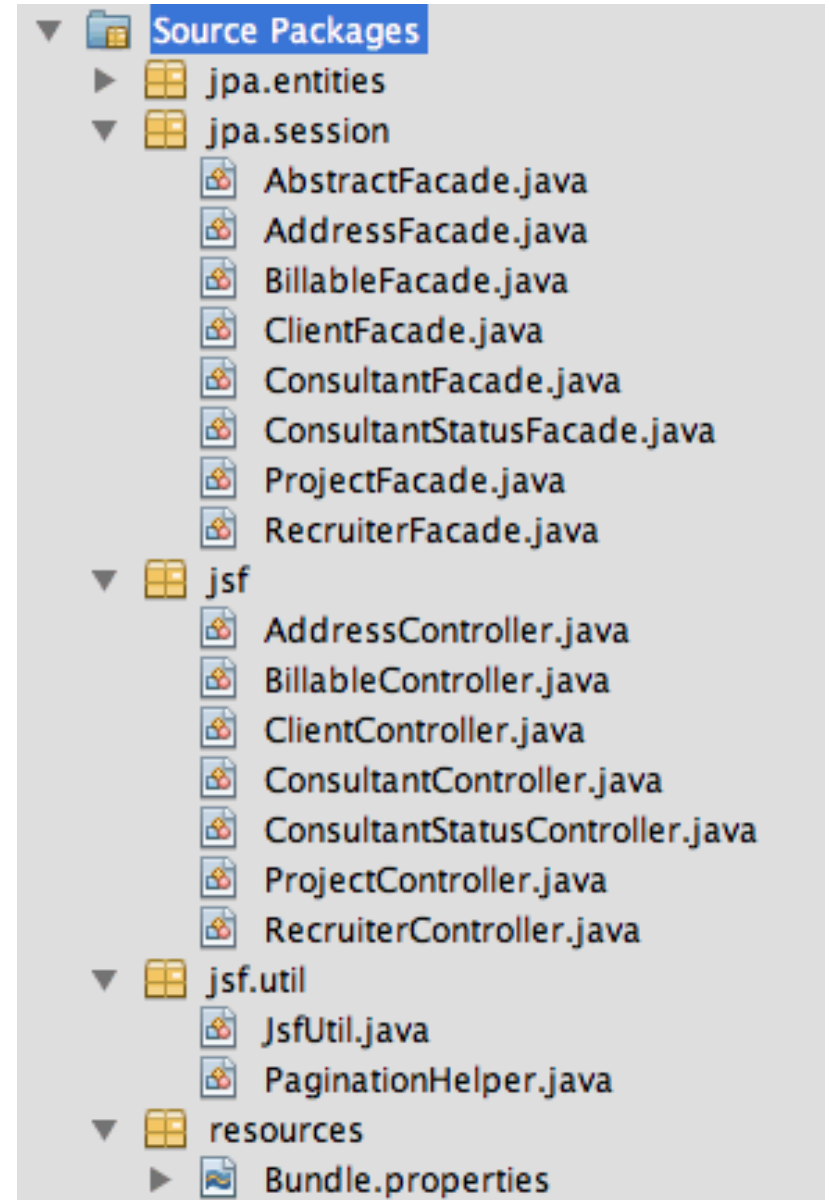 Source Packages
jpa.entities
jpa.session
AbstractFacade.java
AddressFacade.java
BillableFacade.java
ClientFacade.java
ConsultantFacade.java
ConsultantStatusFacade.java
ProjectFacade.java
RecruiterFacade.java
jsf
AddressController.java
BillableController.java
ClientController.java
ConsultantController.java
ConsultantStatusController.java
ProjectController.java
RecruiterController.java
jsf.util
JsfUtil.java
PaginationHelper.java
resources
Bundle.properties